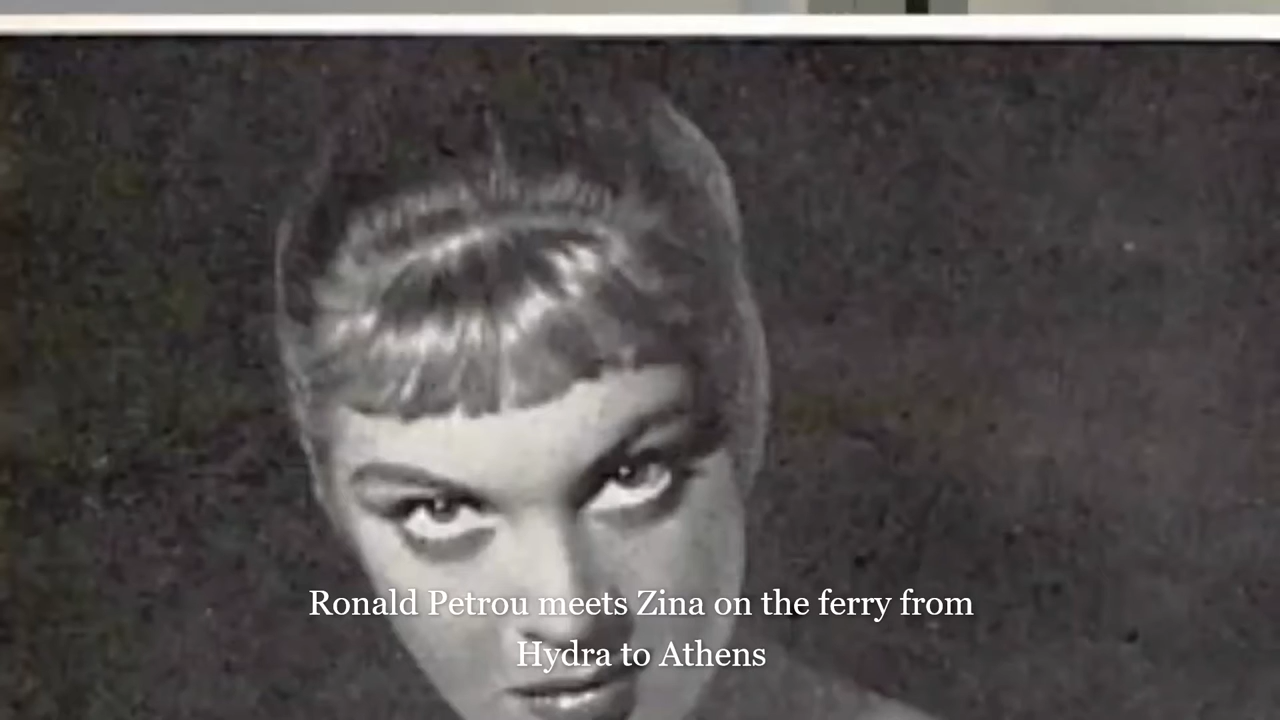 Ronald Petrou meets Zina on the ferry from
Hydra to Athens